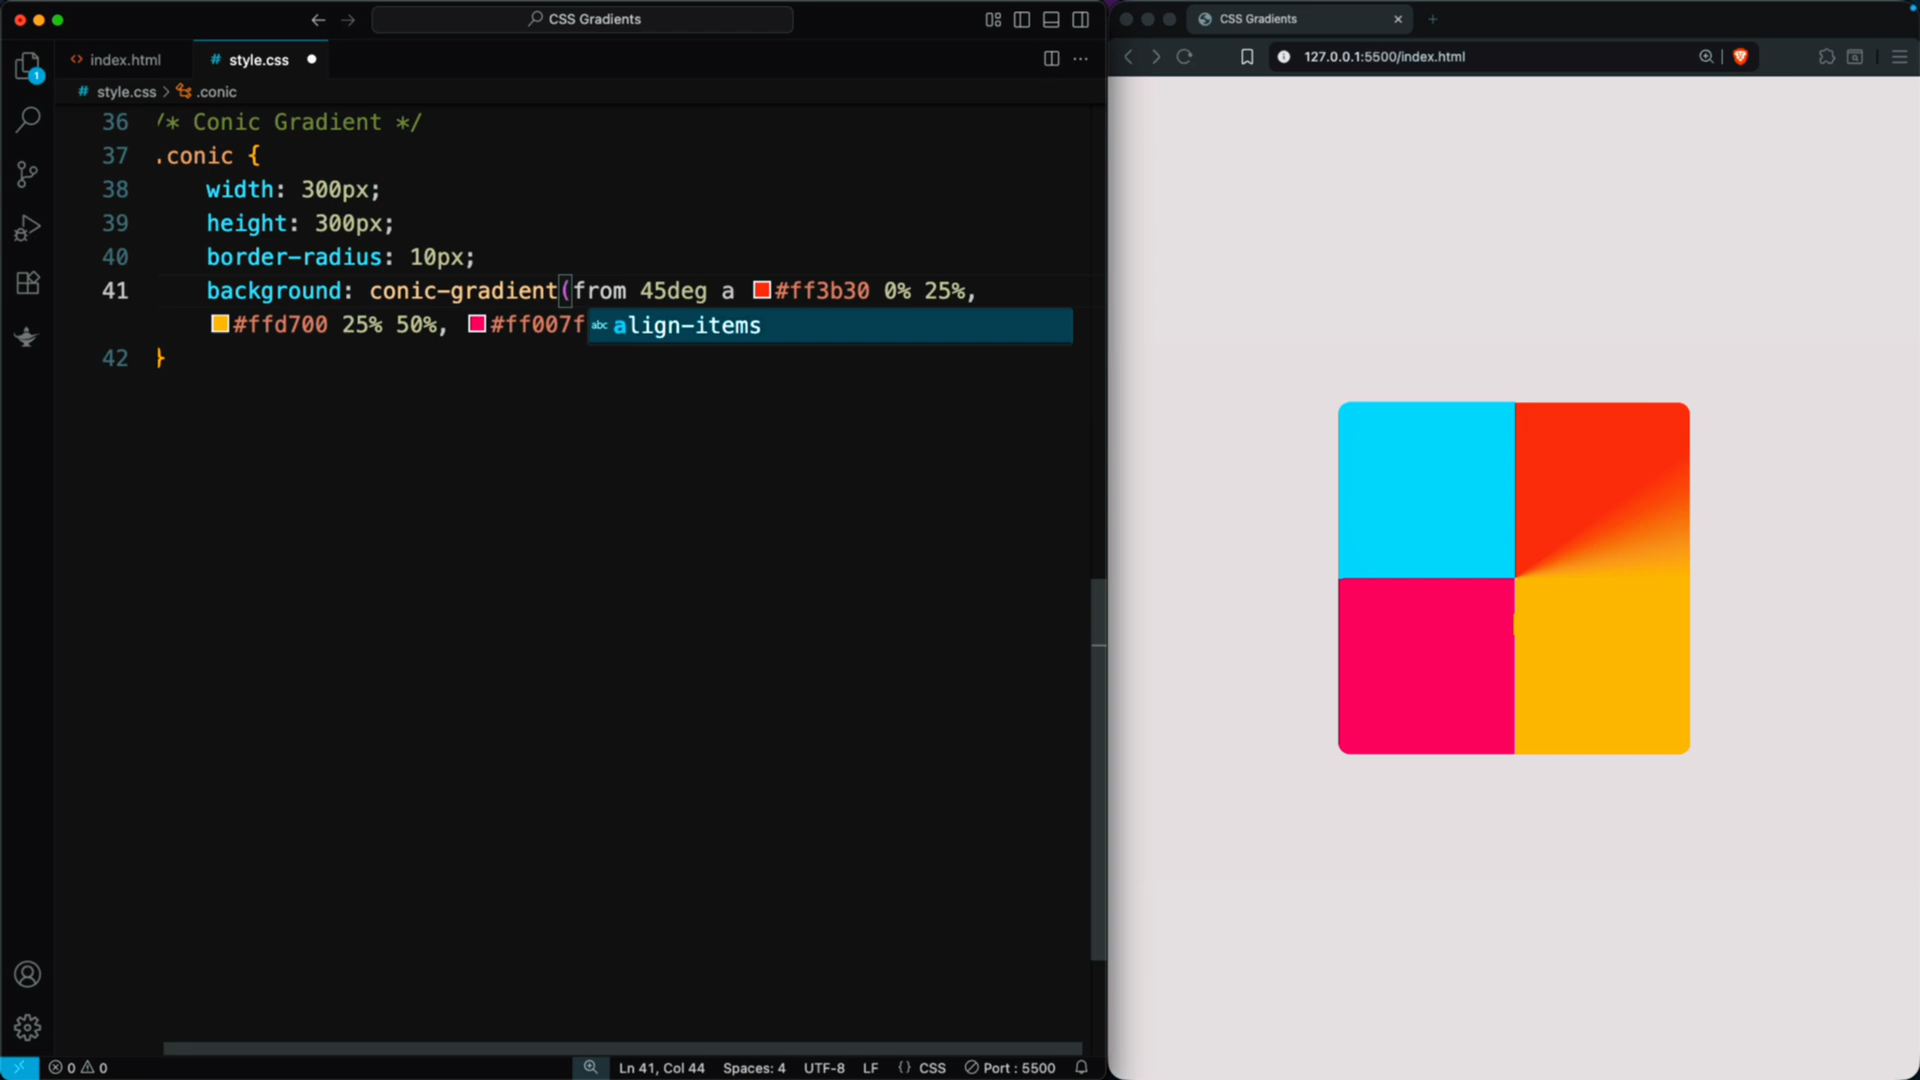 CSS Gradients
CSS Gradients
127.0.0.1:5500/index.html
1
index.html
# style.css
# style.css > .conic
36 /* Conic Gradient */
37 .conic {
38 width: 300px;
39 height: 300px;
40 border-radius: 10px;
41 background: conic-gradient(from 45deg a #ff3b30 0% 25%,
#ffd700 25% 50%, #ff007f
abc align-items
42 }
0 0
Ln 41, Col 44 Spaces: 4 UTF-8 LF {} CSS Port : 5500